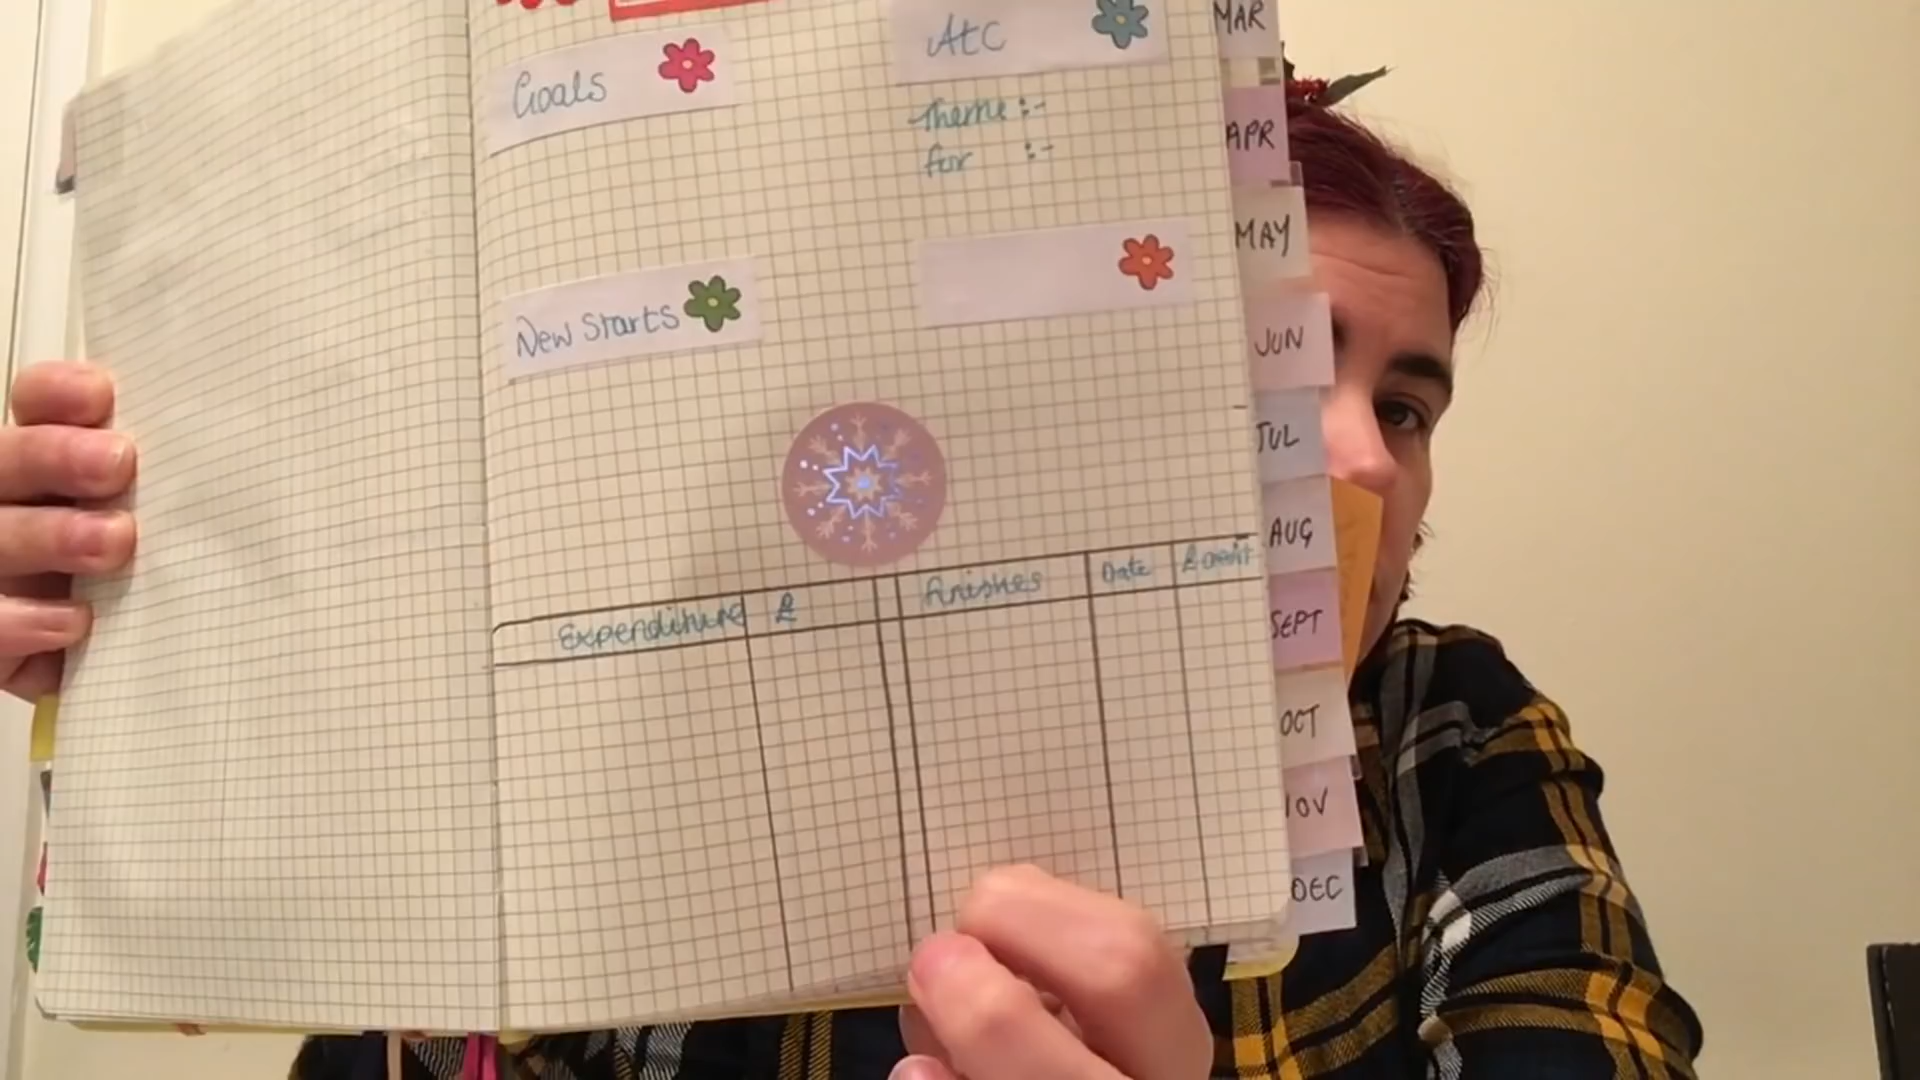 Goals
AtC
Theme :-
for :-
New Starts
Expenditure £
finishes
Date
MAR
APR
MAY
JUN
JUL
AUG
SEPT
OCT
NOV
DEC